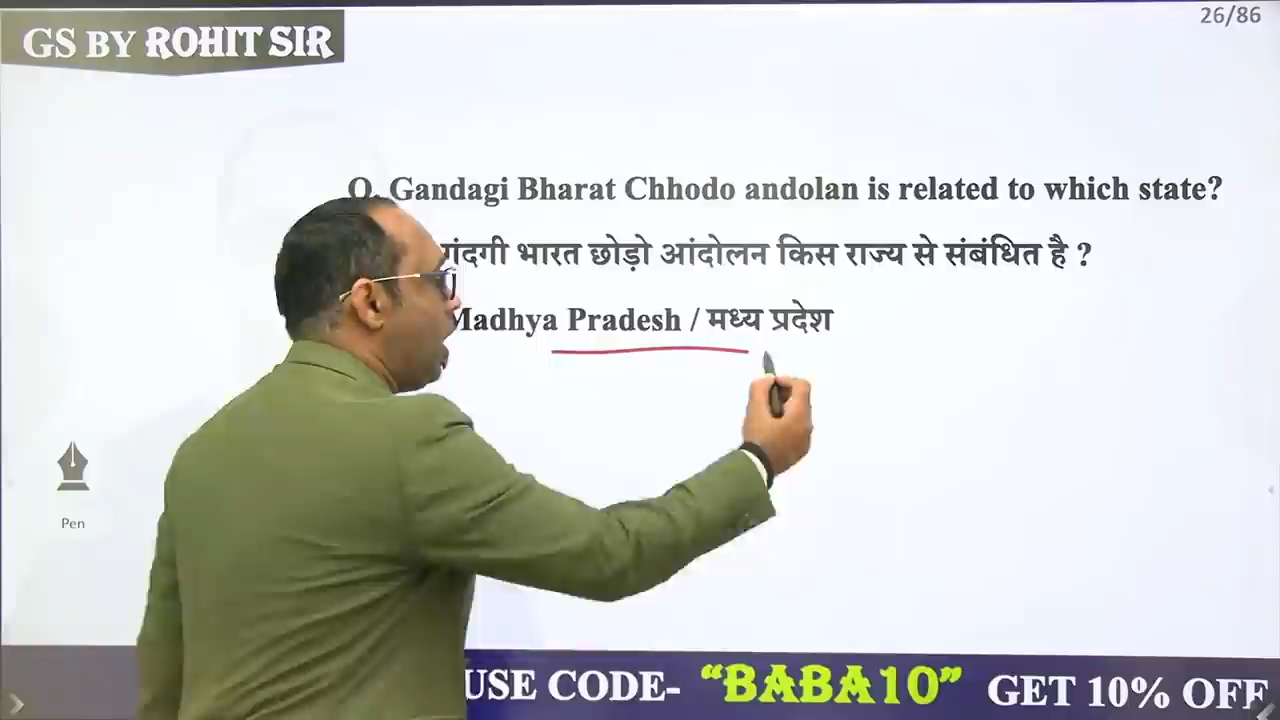 26/86
GS BY ROHIT SIR
Q. Gandagi Bharat Chhodo andolan is related to which state?
गंदगी भारत छोड़ो आंदोलन किस राज्य से संबंधित है ?
Madhya Pradesh / मध्य प्रदेश
Pen
USE CODE- “BABA10” GET 10% OFF